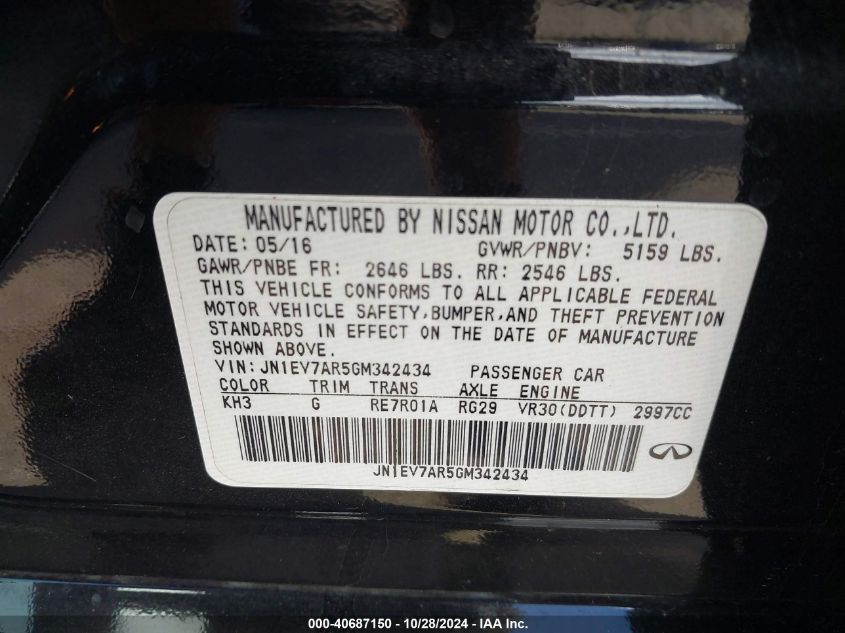 MANUFACTURED BY NISSAN MOTOR CO.,LTD.
DATE: 05/16 GVWR/PNBV: 5159 LBS.
GAWR/PNBE FR: 2646 LBS. RR: 2546 LBS.
THIS VEHICLE CONFORMS TO ALL APPLICABLE FEDERAL
MOTOR VEHICLE SAFETY,BUMPER,AND THEFT PREVENTION
STANDARDS IN EFFECT ON THE DATE OF MANUFACTURE
SHOWN ABOVE.
VIN: JN1EV7AR5GM342434 PASSENGER CAR
COLOR TRIM TRANS AXLE ENGINE
KH3 G RE7R01A RG29 VR30(DDTT) 2997CC
JN1EV7AR5GM342434
000-40687150 - 10/28/2024 - IAA Inc.